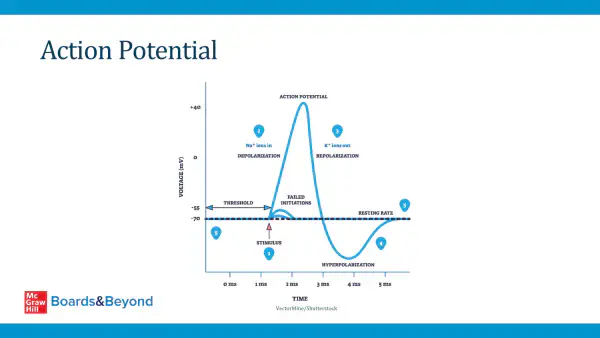 Action Potential
ACTION POTENTIAL
+40
2
3
Na⁺ ions in
K⁺ ions out
DEPOLARIZATION
REPOLARIZATION
0
VOLTAGE (mV)
THRESHOLD
FAILED
INITIATIONS
-55
5
RESTING RATE
-70
5
STIMULUS
4
1
HYPERPOLARIZATION
0 ms
1 ms
2 ms
3 ms
4 ms
5 ms
TIME
VectorMine/Shutterstock
Mc
Graw
Hill
Boards&Beyond